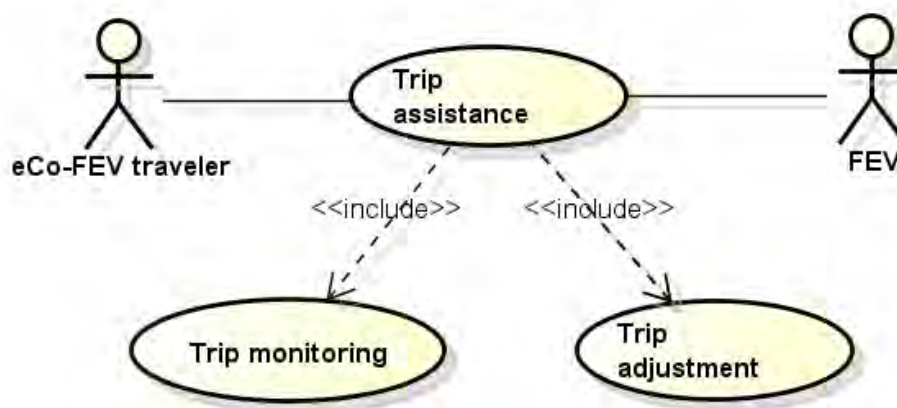 Trip
assistance
eCo-FEV traveler
FEV
<<include>>
<<include>>
Trip monitoring
Trip
adjustment